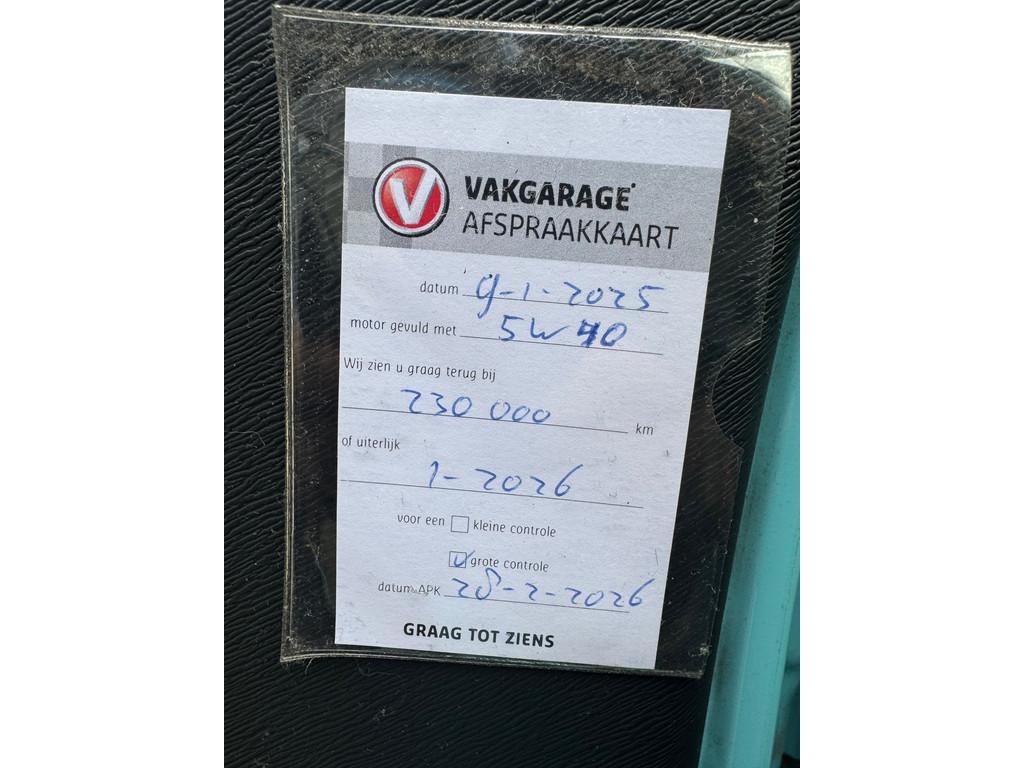 V VAKGARAGE
AFSPRAAKKAART
datum 9-1-2025
motor gevuld met 5W40
Wij zien u graag terug bij
230 000 km
of uiterlijk
1-2026
voor een kleine controle
grote controle
datum APK 28-2-2026
GRAAG TOT ZIENS